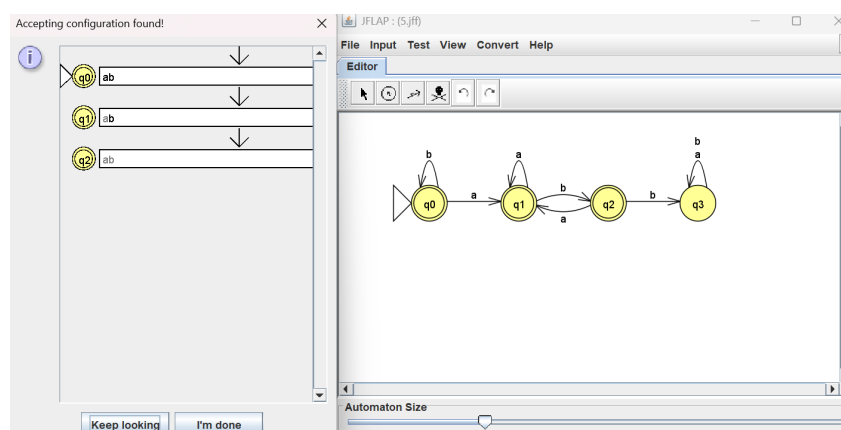 Accepting configuration found!
q0 ab
q1 ab
q2 ab
Keep looking I'm done
JFLAP : (5.jff)
File Input Test View Convert Help
Editor
b
a
b
a
b
a
b
a
q0
q1
q2
q3
Automaton Size